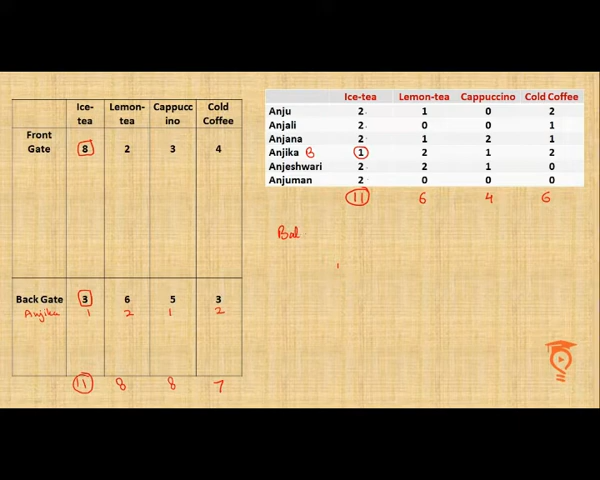 Ice-tea Lemon-tea Cappuccino Cold Coffee
Front Gate 8 2 3 4
Back Gate 3 6 5 3
Anjika 1 2 1 2
11 8 8 7
Ice-tea Lemon-tea Cappuccino Cold Coffee
Anju 2 1 0 2
Anjali 2 0 0 1
Anjana 2 1 2 1
Anjika B 1 2 1 2
Anjeshwari 2 2 1 0
Anjuman 2 0 0 0
11 6 4 6
Bal